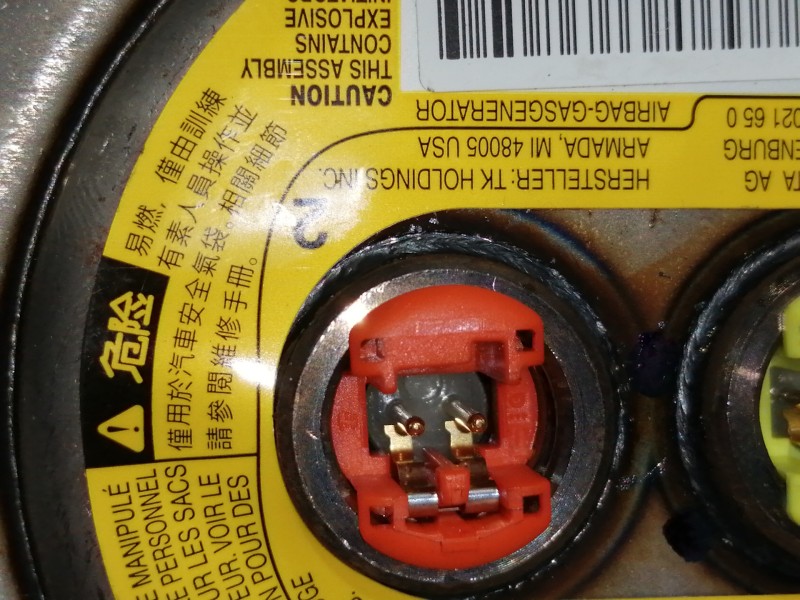 CAUTION
THIS ASSEMBLY
CONTAINS
EXPLOSIVE
INITIATORS
AIRBAG-GASGENERATOR
021 65 0
HERSTELLER: TK HOLDINGS INC.
ARMADA, MI 48005 USA
TA AG
ENBURG
2
危险
易燃，僅由訓練
有素人員操作並
僅用於汽車安全氣袋。相關細節
請參閱維修手冊。
E MANIPULÉ
E PERSONNEL
UR LES SACS
EUR. VOIR LE
N POUR DES
GE